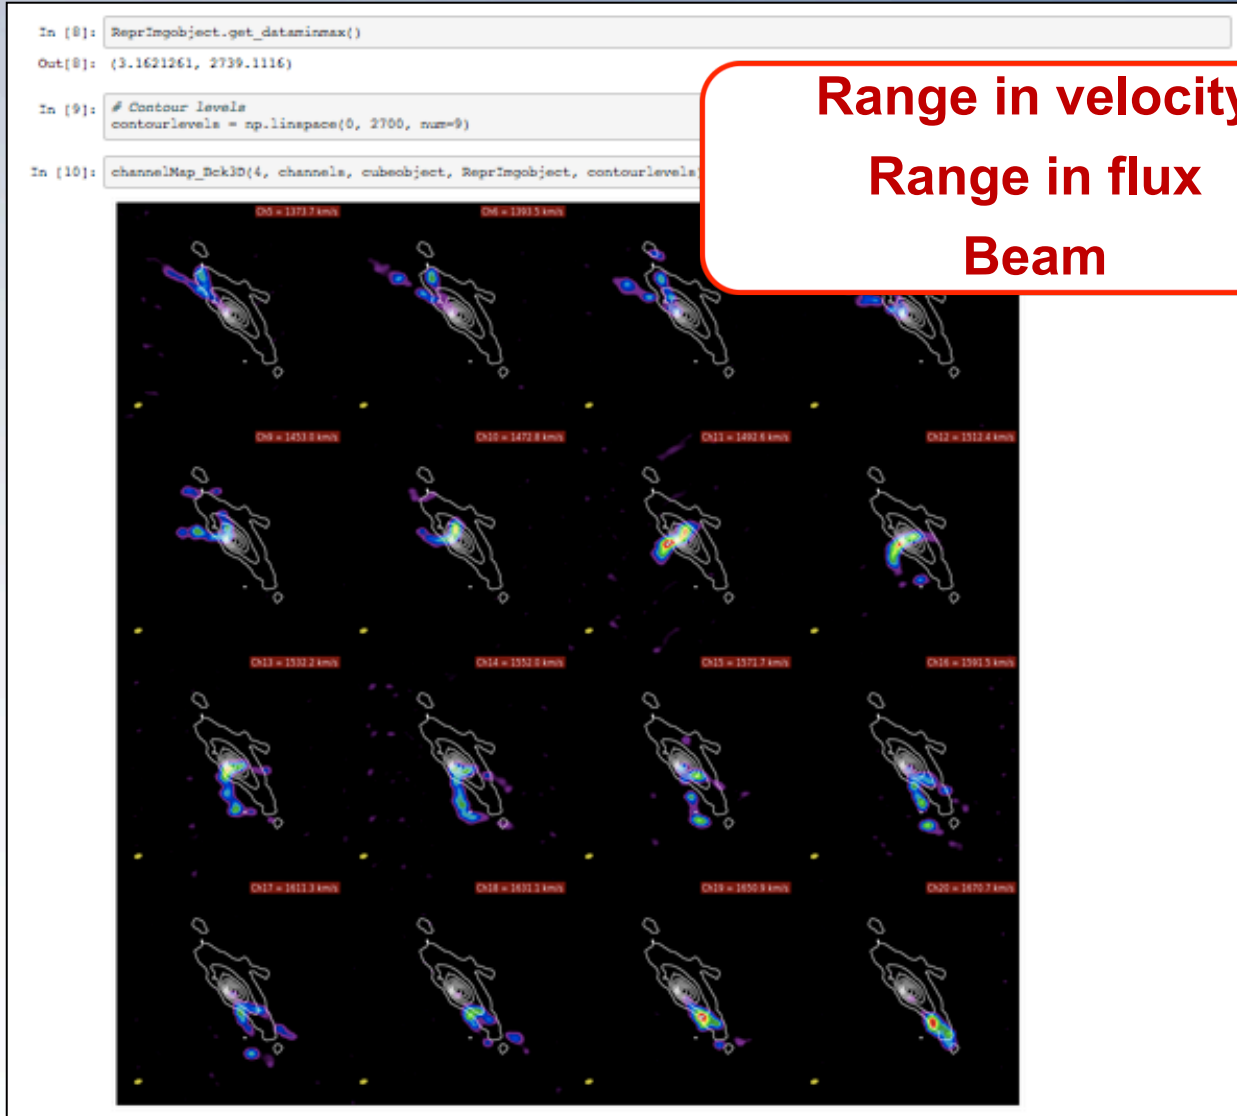 In [8]: ReprImgobject.get_dataminmax()
Out[8]: (3.1621261, 2739.1116)
In [9]: # Contour levels
contourlevels = np.linspace(0, 2700, num=9)
In [10]: channelMap_Bck3D(4, channels, cubeobject, ReprImgobject, contourlevels
Range in velocity
Range in flux
Beam
Ch5 = 1373.7 km/s Ch6 = 1393.5 km/s
Ch9 = 1453.0 km/s Ch10 = 1472.8 km/s Ch11 = 1492.6 km/s Ch12 = 1512.4 km/s
Ch13 = 1532.2 km/s Ch14 = 1552.0 km/s Ch15 = 1571.7 km/s Ch16 = 1591.5 km/s
Ch17 = 1611.3 km/s Ch18 = 1631.1 km/s Ch19 = 1650.9 km/s Ch20 = 1670.7 km/s